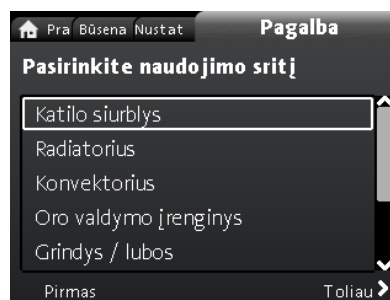 Pra Būsena Nustat Pagalba
Pasirinkite naudojimo sritį
Katilo siurblys
Radiatorius
Konvektorius
Oro valdymo įrenginys
Grindys / lubos
Pirmas Toliau